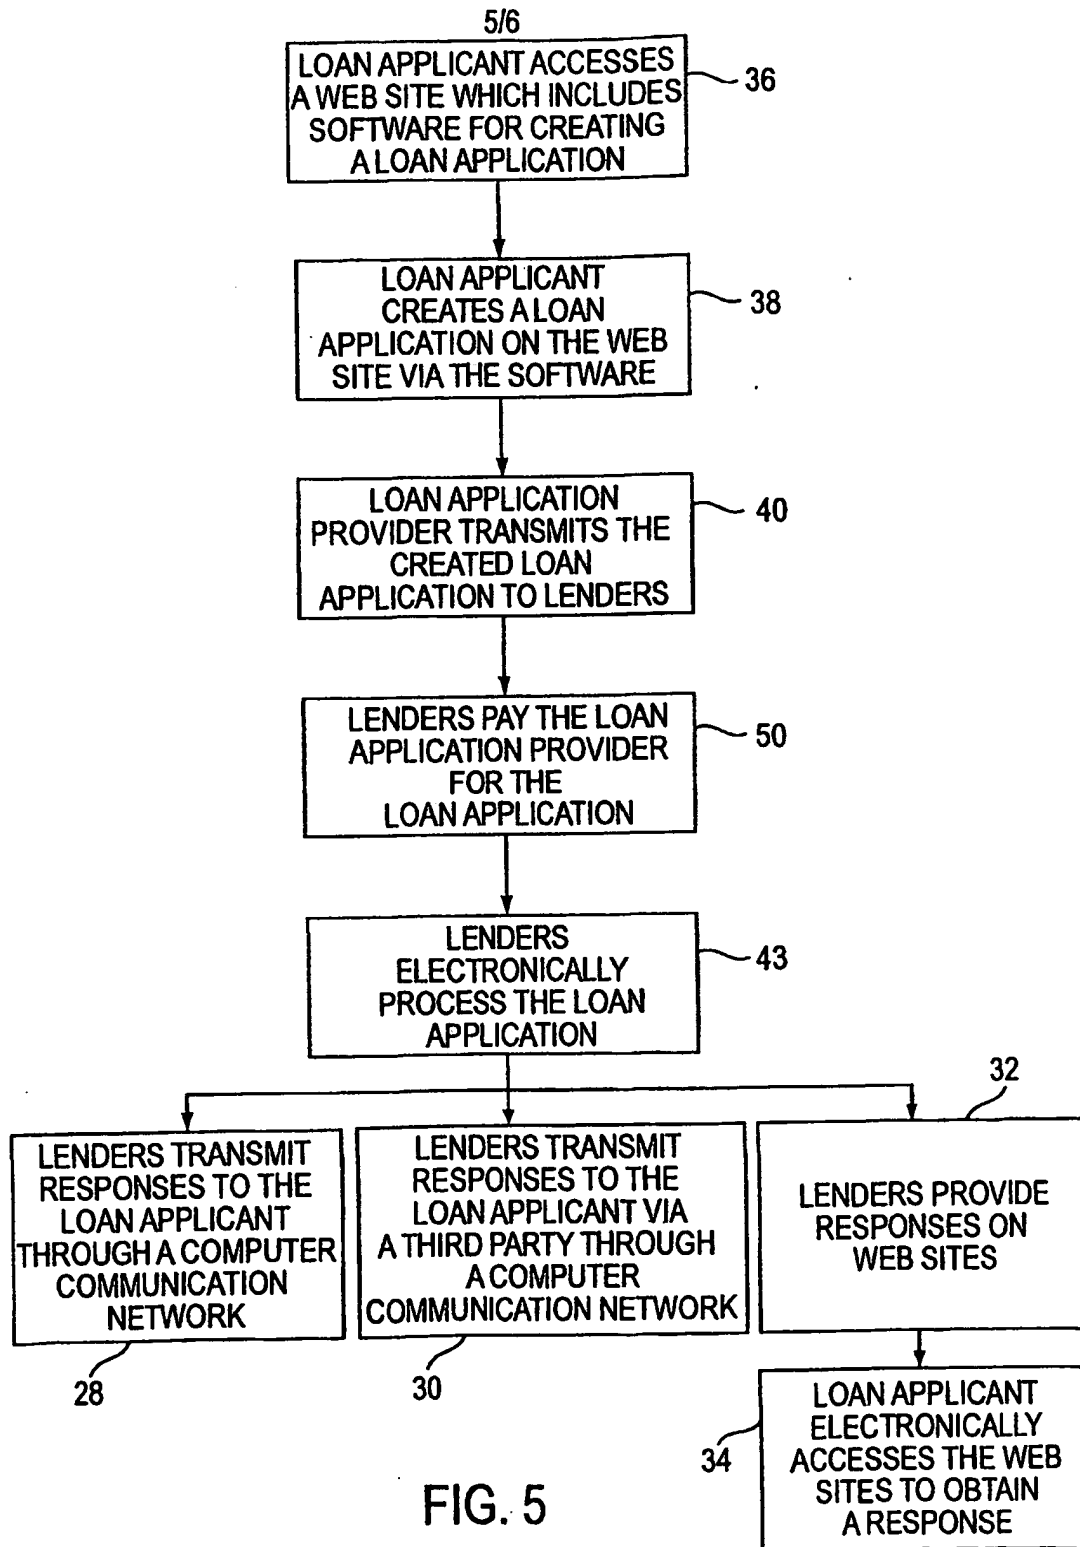 5/6
LOAN APPLICANT ACCESSES
A WEB SITE WHICH INCLUDES
SOFTWARE FOR CREATING
A LOAN APPLICATION
36
LOAN APPLICANT
CREATES A LOAN
APPLICATION ON THE WEB
SITE VIA THE SOFTWARE
38
LOAN APPLICATION
PROVIDER TRANSMITS THE
CREATED LOAN
APPLICATION TO LENDERS
40
LENDERS PAY THE LOAN
APPLICATION PROVIDER
FOR THE
LOAN APPLICATION
50
LENDERS
ELECTRONICALLY
PROCESS THE LOAN
APPLICATION
43
LENDERS TRANSMIT
RESPONSES TO THE
LOAN APPLICANT
THROUGH A COMPUTER
COMMUNICATION
NETWORK
28
LENDERS TRANSMIT
RESPONSES TO THE
LOAN APPLICANT VIA
A THIRD PARTY THROUGH
A COMPUTER
COMMUNICATION NETWORK
30
32
LENDERS PROVIDE
RESPONSES ON
WEB SITES
34
LOAN APPLICANT
ELECTRONICALLY
ACCESSES THE WEB
SITES TO OBTAIN
A RESPONSE
FIG. 5